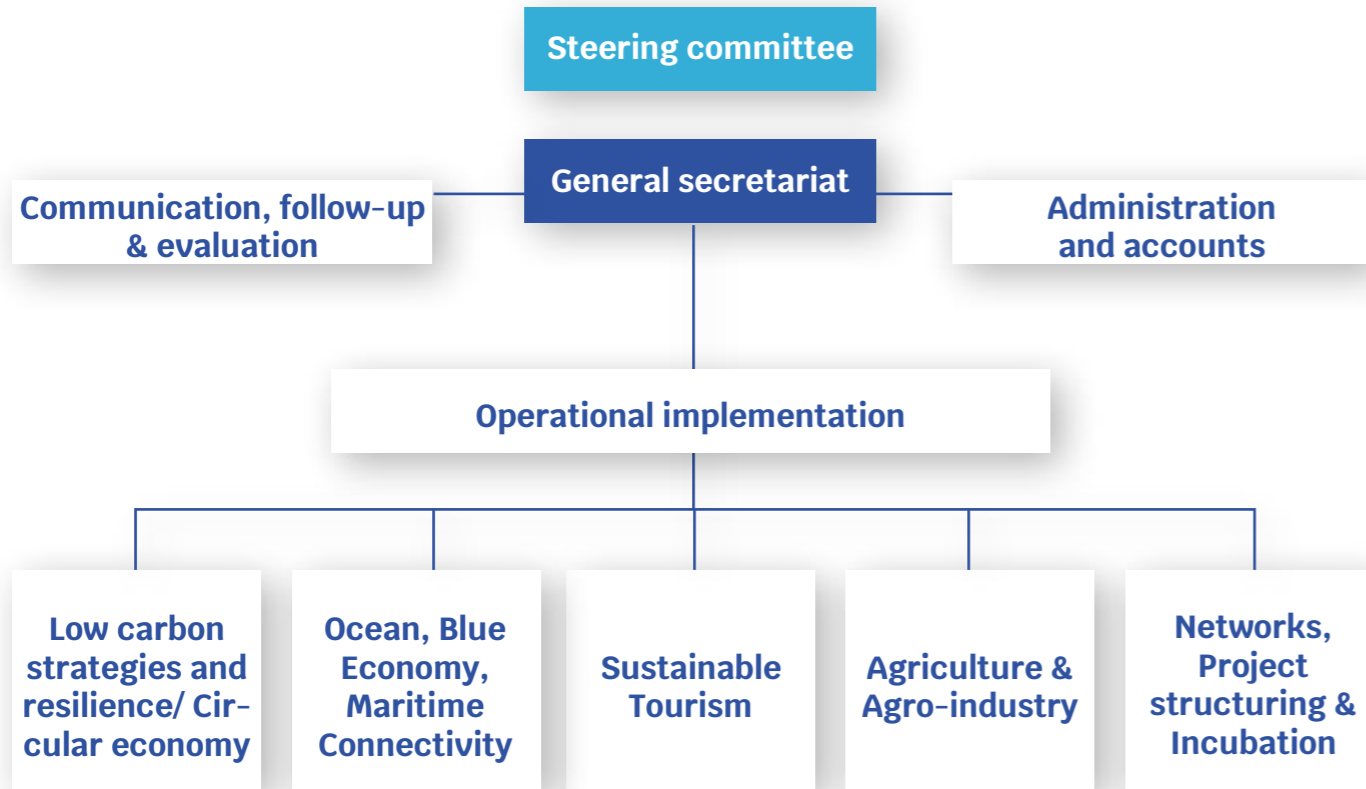 Steering committee
General secretariat
Communication, follow-up
& evaluation
Administration
and accounts
Operational implementation
Low carbon
strategies and
resilience/ Cir-
cular economy
Ocean, Blue
Economy,
Maritime
Connectivity
Sustainable
Tourism
Agriculture &
Agro-industry
Networks,
Project
structuring &
Incubation